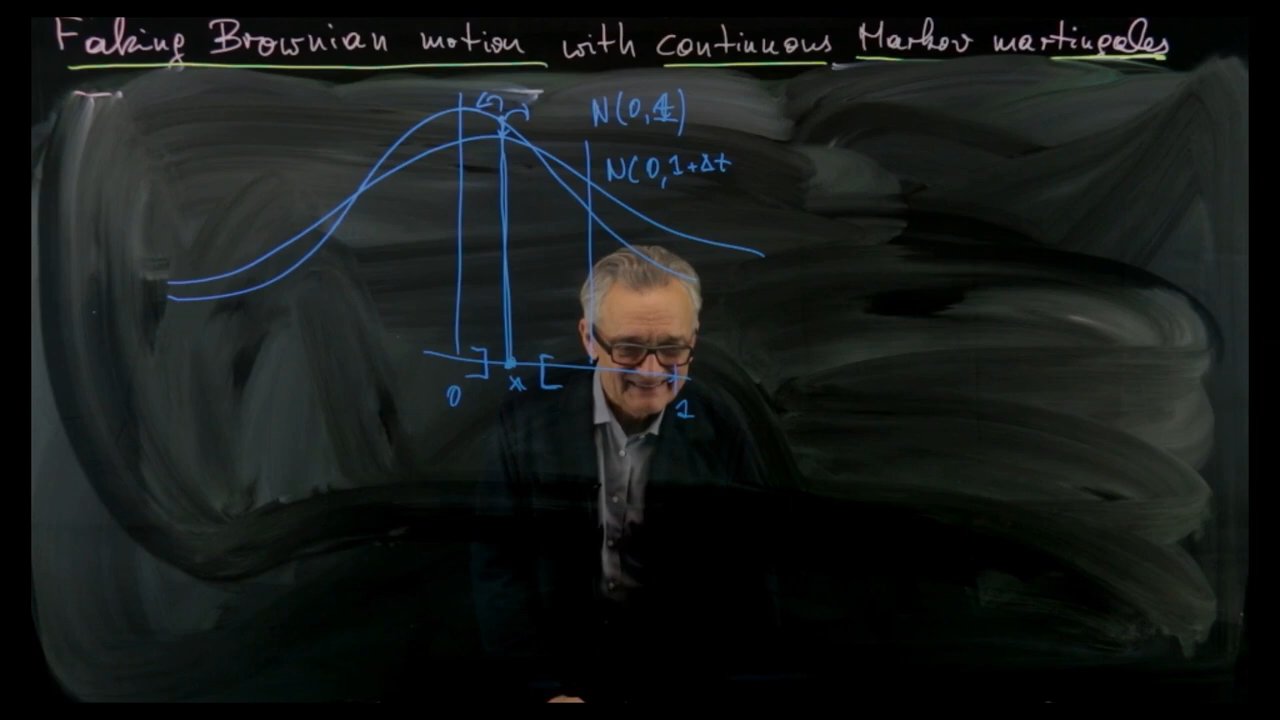 Faking Brownian motion with continuous Markov martingales
N(0,1)
N(0,1+Δt
0
x
1